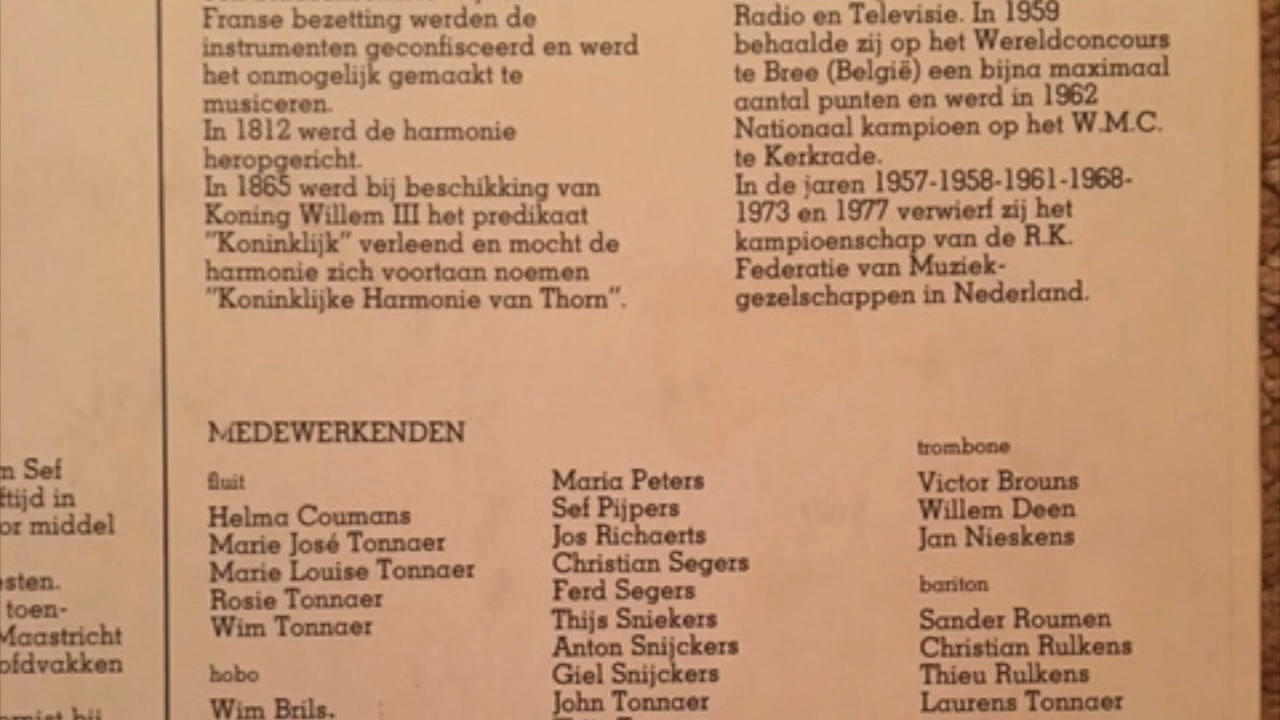 Franse bezetting werden de
instrumenten geconfisceerd en werd
het onmogelijk gemaakt te
musiceren.
In 1812 werd de harmonie
heropgericht.
In 1865 werd bij beschikking van
Koning Willem III het predikaat
"Koninklijk" verleend en mocht de
harmonie zich voortaan noemen
"Koninklijke Harmonie van Thorn".
Radio en Televisie. In 1959
behaalde zij op het Wereldconcours
te Bree (België) een bijna maximaal
aantal punten en werd in 1962
Nationaal kampioen op het W.M.C.
te Kerkrade.
In de jaren 1957-1958-1961-1968-
1973 en 1977 verwierf zij het
kampioenschap van de R.K.
Federatie van Muziek-
gezelschappen in Nederland.
Sef
in
middel
toen-
Maastricht
MEDEWERKENDEN
fluit
Helma Coumans
Marie José Tonnaer
Marie Louise Tonnaer
Rosie Tonnaer
Wim Tonnaer
hobo
Wim Brils.
Maria Peters
Sef Pijpers
Jos Richaerts
Christian Segers
Ferd Segers
Thijs Sniekers
Anton Snijckers
Giel Snijckers
John Tonnaer
trombone
Victor Brouns
Willem Deen
Jan Nieskens
bariton
Sander Roumen
Christian Rulkens
Thieu Rulkens
Laurens Tonnaer